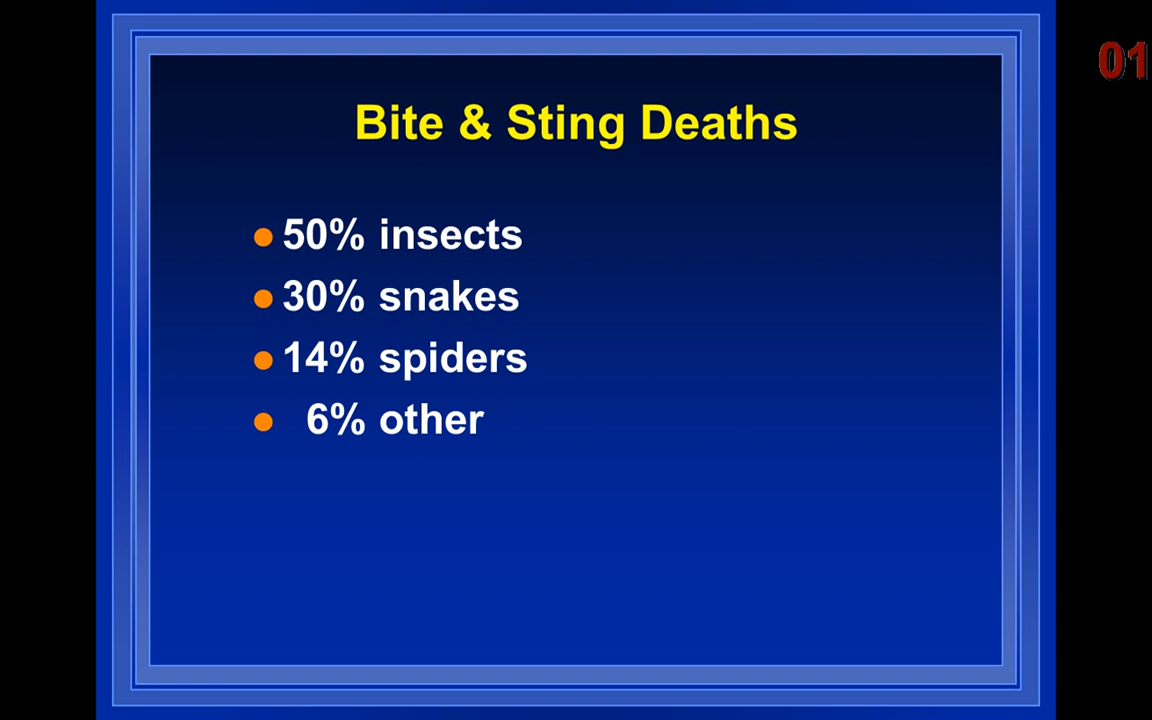 01
Bite & Sting Deaths
50% insects
30% snakes
14% spiders
6% other